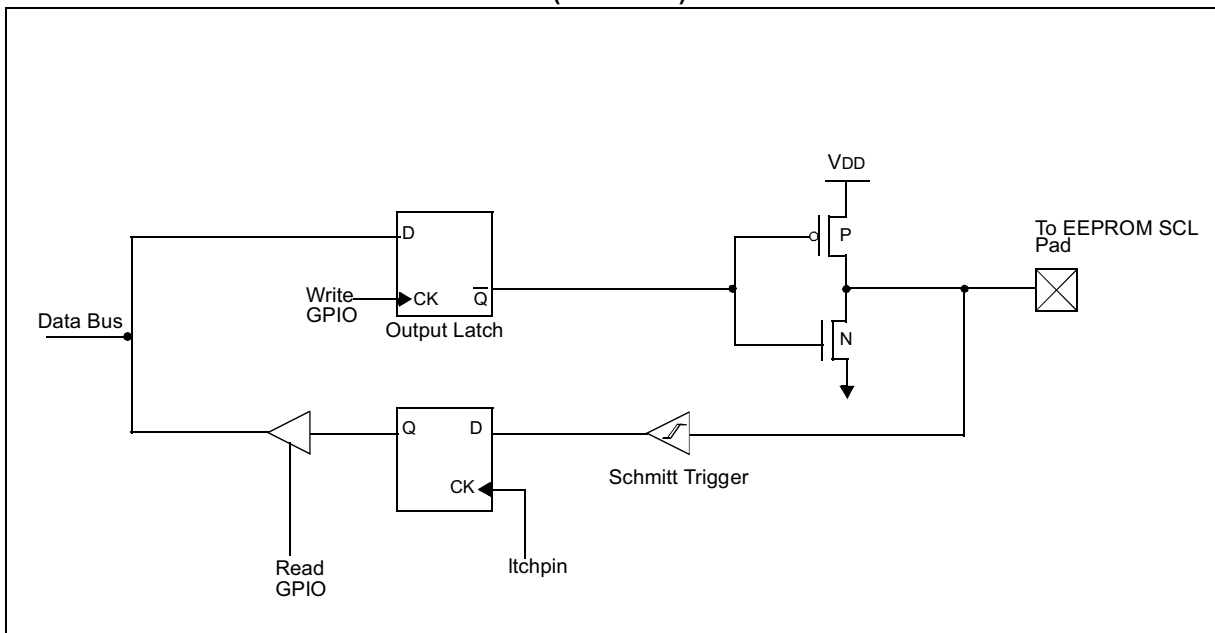 VDD
P
To EEPROM SCL
Pad
D
Write
GPIO
CK
Q
Data Bus
Output Latch
N
Q
D
Schmitt Trigger
CK
Read
GPIO
ltchpin